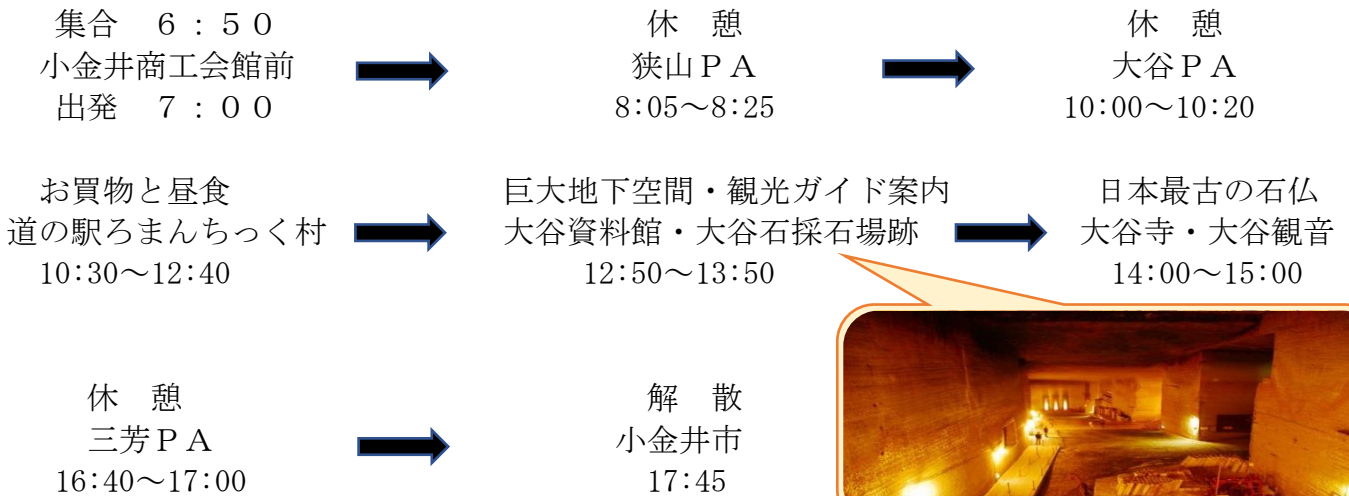 集合　６：５０
小金井商工会館前
出発　７：００
休　憩
狭山ＰＡ
8:05～8:25
休　憩
大谷ＰＡ
10:00～10:20
お買物と昼食
道の駅ろまんちっく村
10:30～12:40
巨大地下空間・観光ガイド案内
大谷資料館・大谷石採石場跡
12:50～13:50
日本最古の石仏
大谷寺・大谷観音
14:00～15:00
休　憩
三芳ＰＡ
16:40～17:00
解　散
小金井市
17:45